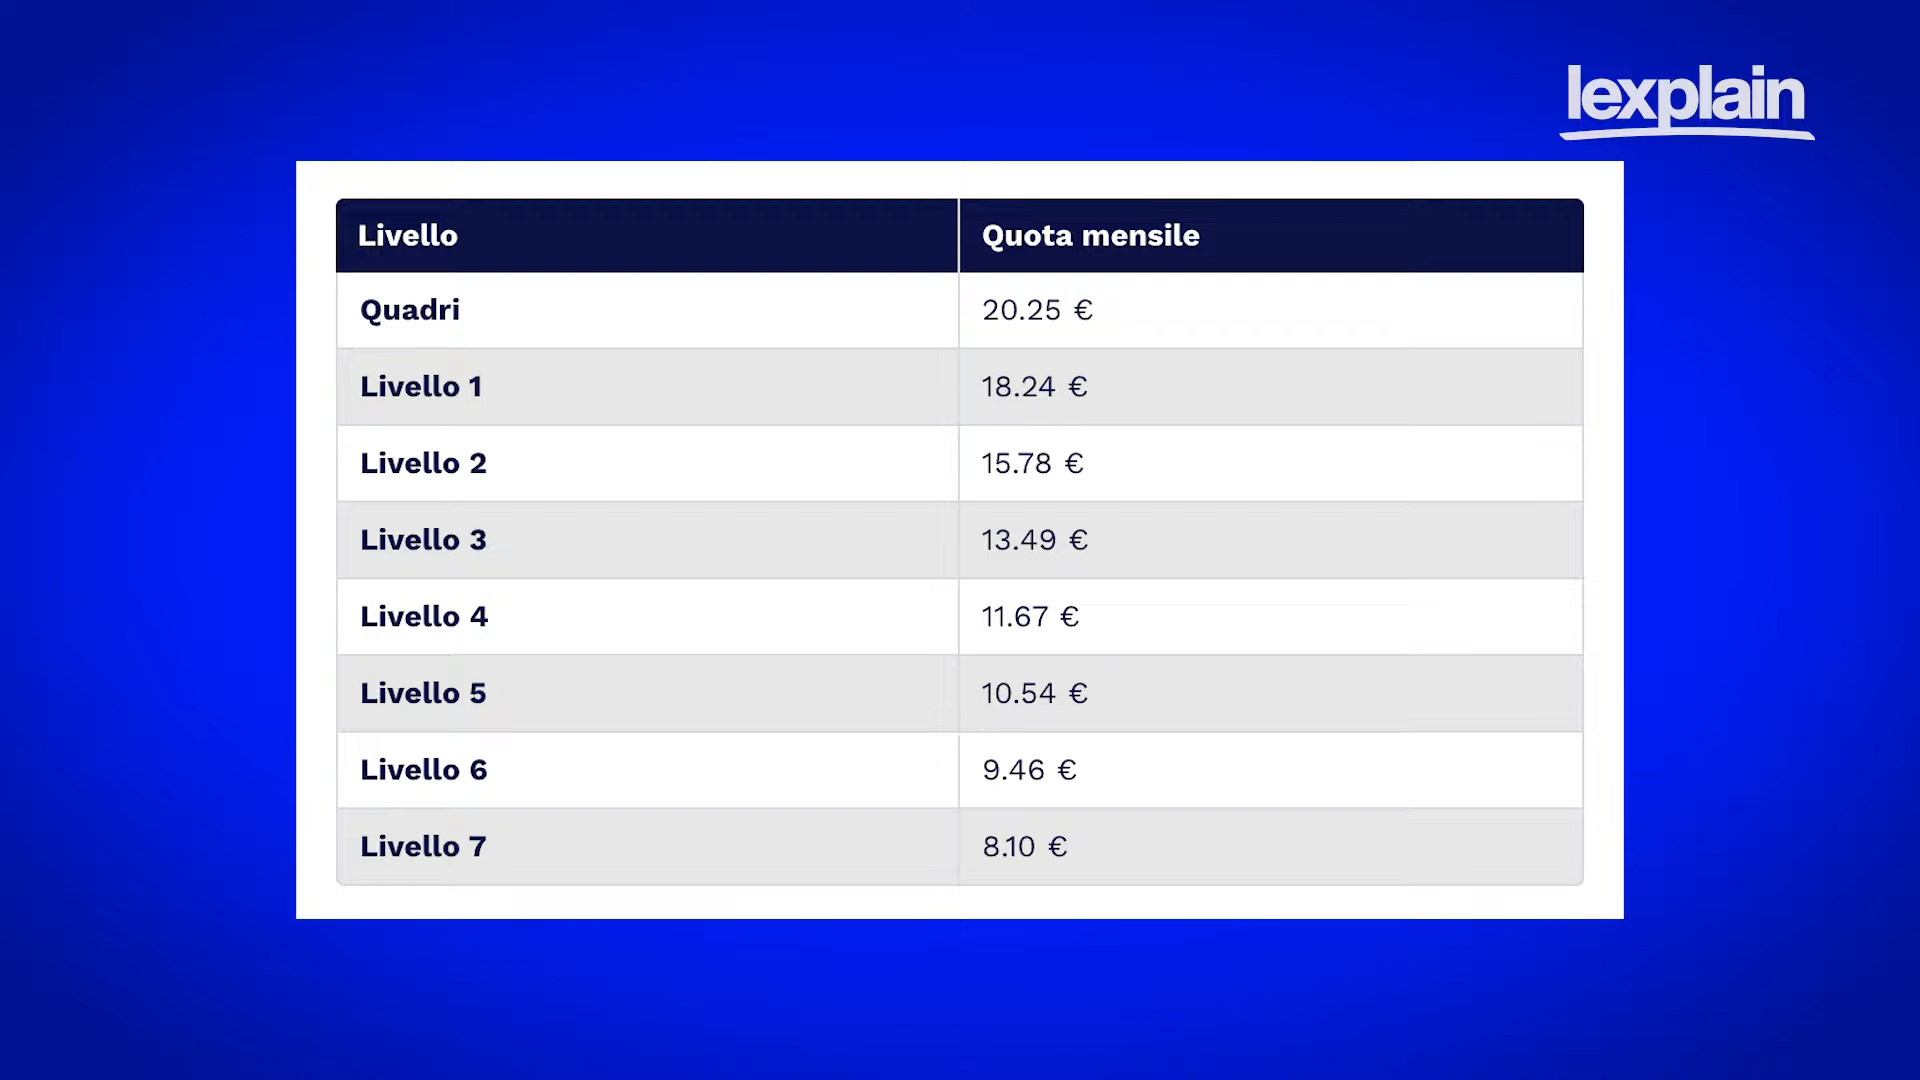 lexplain
Livello Quota mensile
Quadri 20.25 €
Livello 1 18.24 €
Livello 2 15.78 €
Livello 3 13.49 €
Livello 4 11.67 €
Livello 5 10.54 €
Livello 6 9.46 €
Livello 7 8.10 €